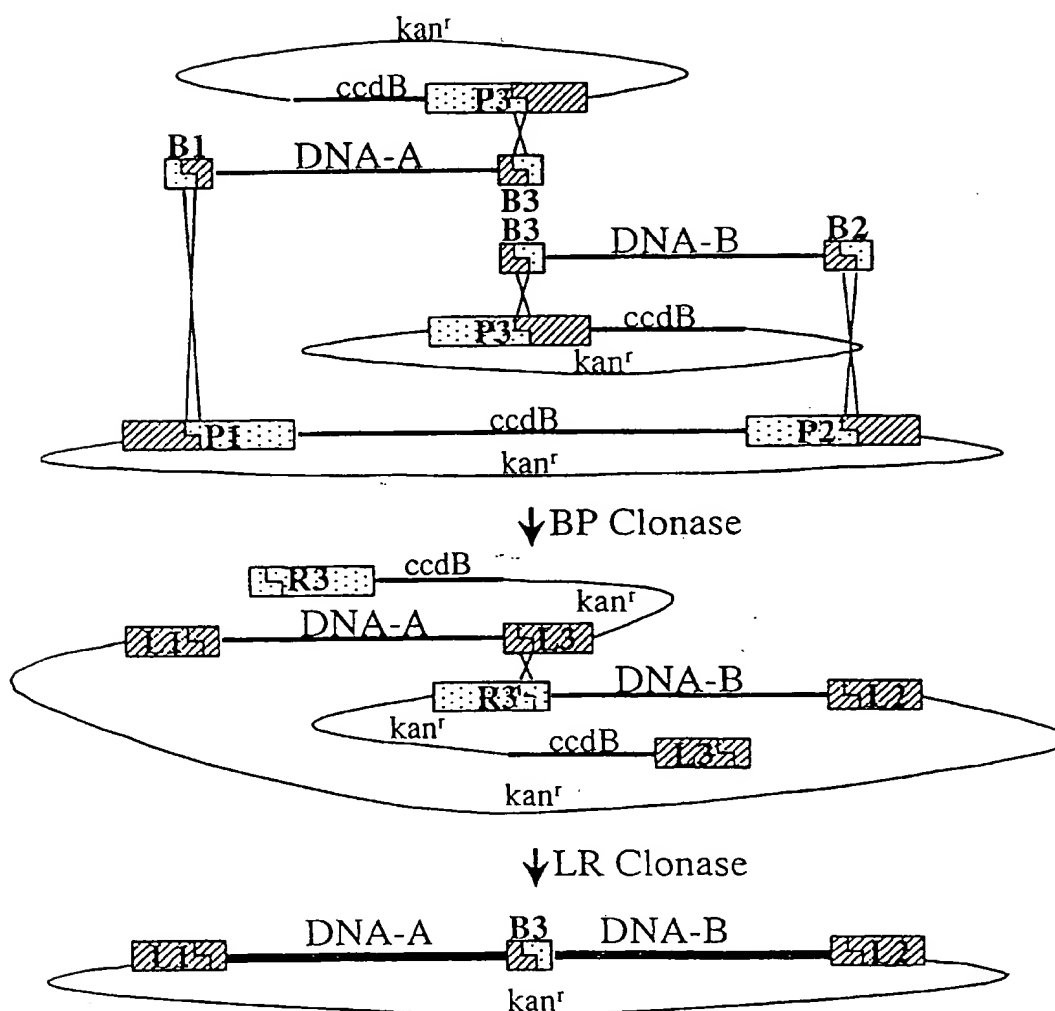 kanʳ
ccdB
P3
B1
DNA-A
B3
B3
DNA-B
B2
P3
ccdB
kanʳ
P1
ccdB
P2
kanʳ
BP Clonase
R3
ccdB
kanʳ
L1
DNA-A
L3
R3
DNA-B
L2
kanʳ
ccdB
L3
kanʳ
LR Clonase
L1
DNA-A
B3
DNA-B
L2
kanʳ